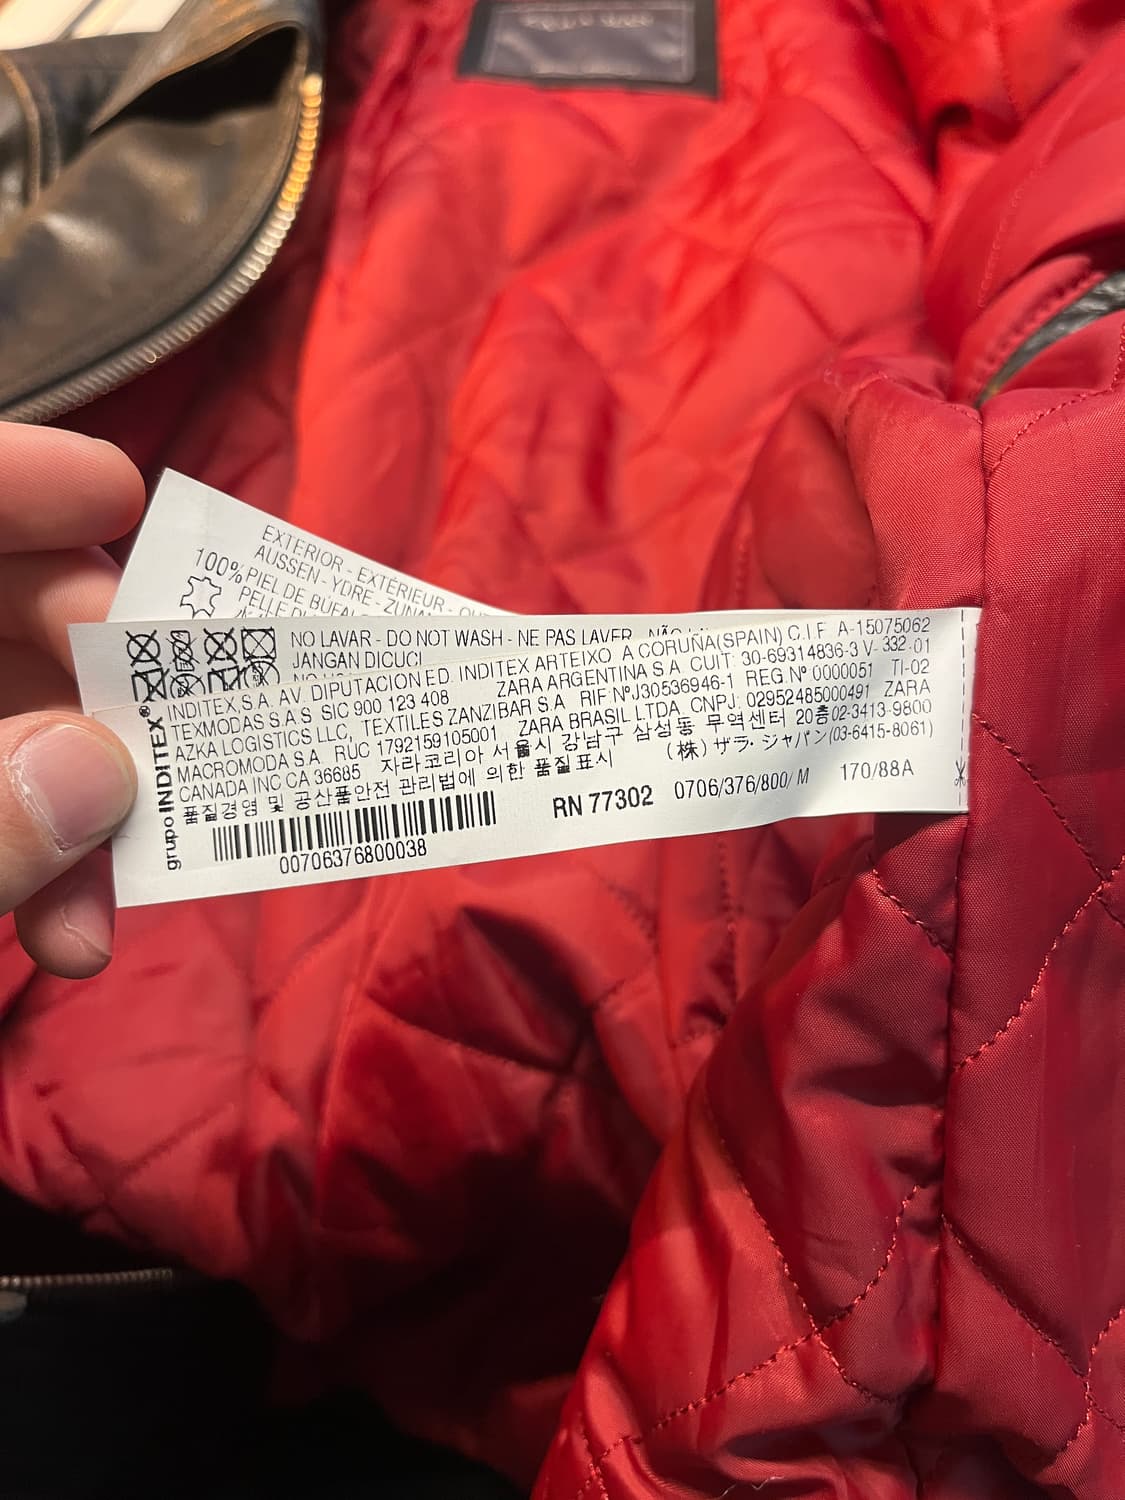 EXTERIOR -
AUSSEN - YDRE - ZUN
EXTÉRIEUR -
100% PIEL DE BUFA
PELLE D
NO LAVAR - DO NOT WASH - NE PAS LAVER
JANGAN DICUCI
INDITEX,S.A. AV. DIPUTACION ED. INDITEX ARTEIXO A CORUÑA(SPAIN) C.I.F A-15075062
TEXMODAS S.A.S SIC 900 123 408 ZARA ARGENTINA S.A CUIT: 30-69314836-3 V-332-01
AZKA LOGISTICS LLC, TEXTILES ZANZIBAR S.A RIF NºJ30536946-1 REG.Nº 0000051 TI-02
MACROMODA S.A. RUC 1792159105001 ZARA BRASIL LTDA, CNPJ: 02952485000491 ZARA
CANADA INC CA 36685 자라코리아 서울시 강남구 삼성동 무역센터 20층02-3413-9800
품질경영 및 공산품안전 관리법에 의한 품질표시 (株) ザラ・ジャパン(03-6415-8061)
grupo INDITEX®
RN 77302 0706/376/800/ M 170/88A
00706376800038